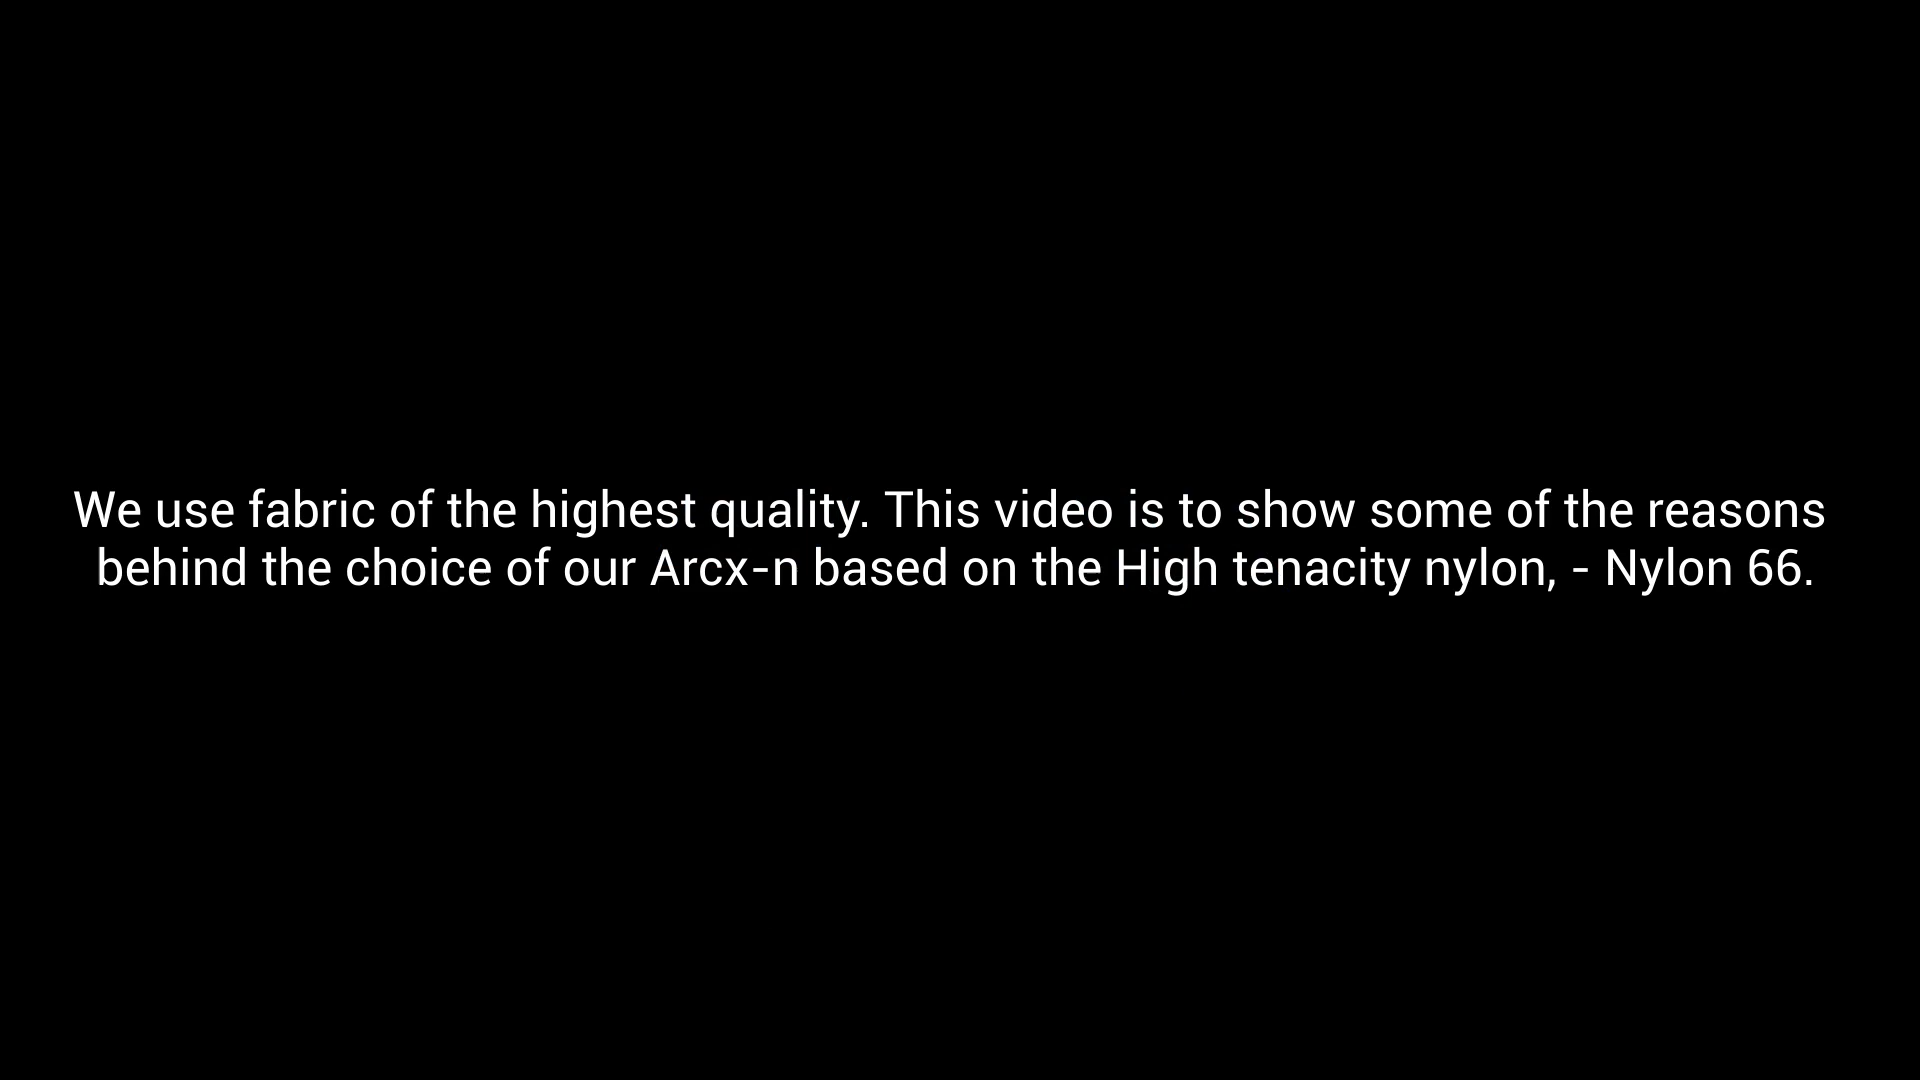 We use fabric of the highest quality. This video is to show some of the reasons
behind the choice of our Arcx-n based on the High tenacity nylon, - Nylon 66.